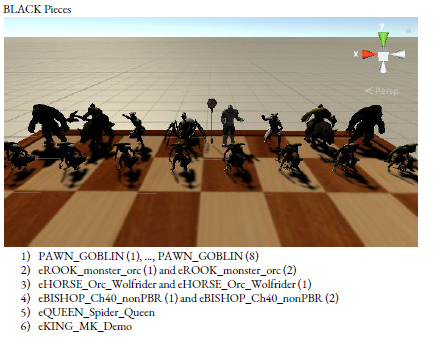 BLACK Pieces
y
x
< Persp
1) PAWN_GOBLIN (1), ..., PAWN_GOBLIN (8)
2) eROOK_monster_orc (1) and eROOK_monster_orc (2)
3) eHORSE_Orc_Wolfrider and eHORSE_Orc_Wolfrider (1)
4) eBISHOP_Ch40_nonPBR (1) and eBISHOP_Ch40_nonPBR (2)
5) eQUEEN_Spider_Queen
6) eKING_MK_Demo